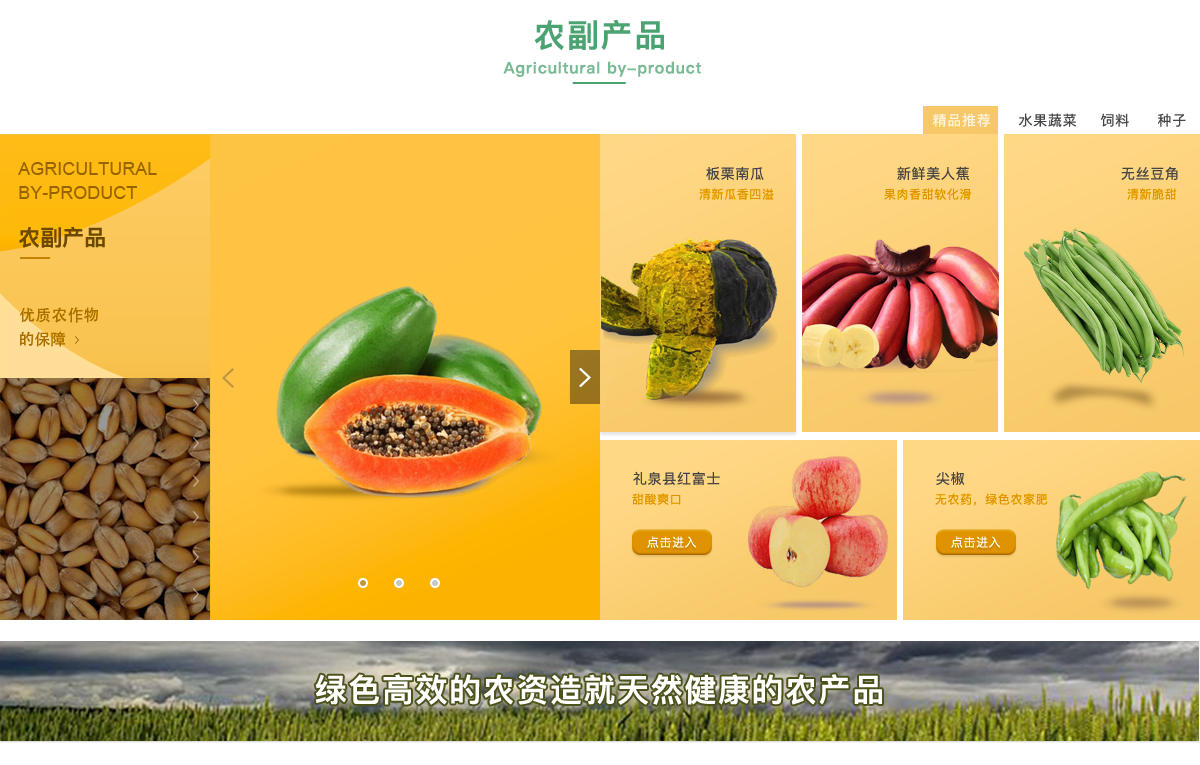 农副产品
Agricultural by-product
精品推荐 水果蔬菜 饲料 种子
AGRICULTURAL
BY-PRODUCT
农副产品
优质农作物
的保障 >
板栗南瓜
清新瓜香四溢
新鲜美人蕉
果肉香甜软化滑
无丝豆角
清新脆甜
礼泉县红富士
甜酸爽口
点击进入
尖椒
无农药，绿色农家肥
点击进入
绿色高效的农资造就天然健康的农产品